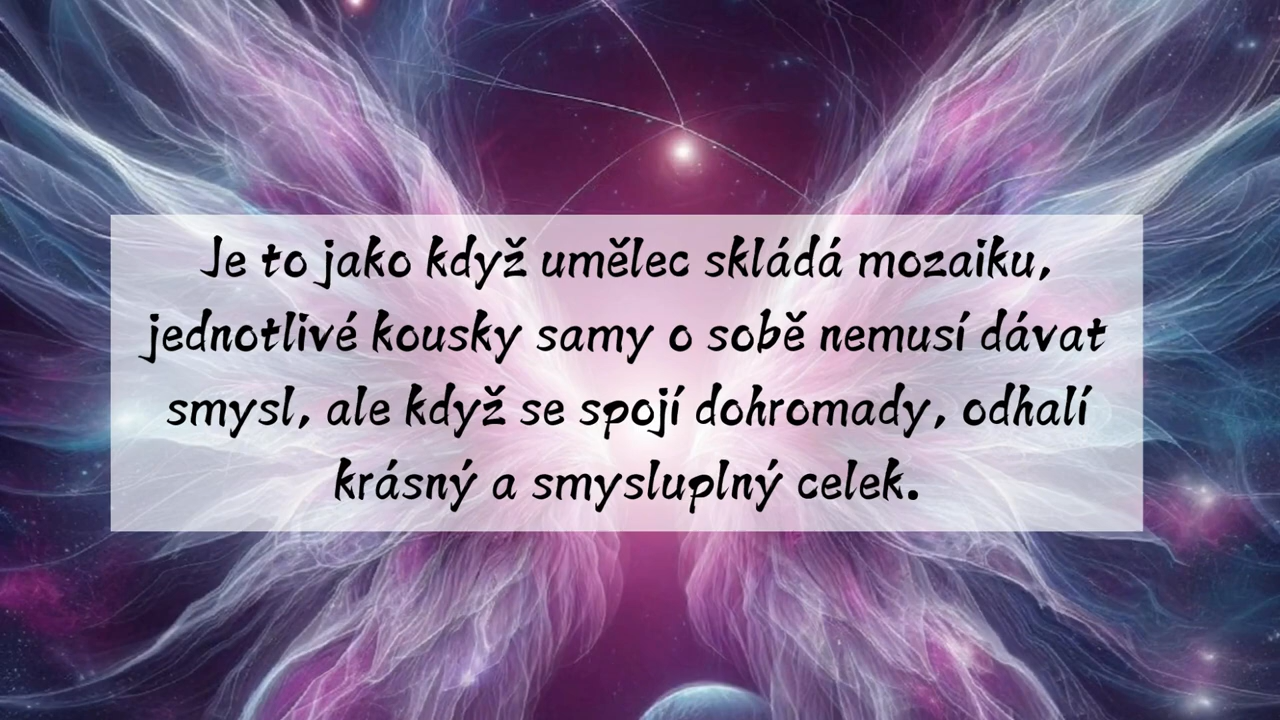 Je to jako když umělec skládá mozaiku,
jednotlivé kousky samy o sobě nemusí dávat
smysl, ale když se spojí dohromady, odhalí
krásný a smysluplný celek.